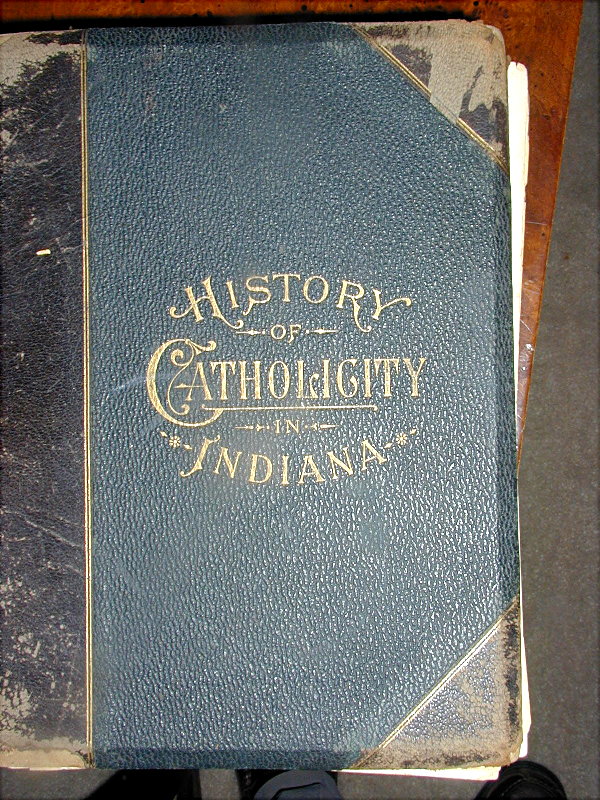 HISTORY
OF
CATHOLICITY
IN
INDIANA